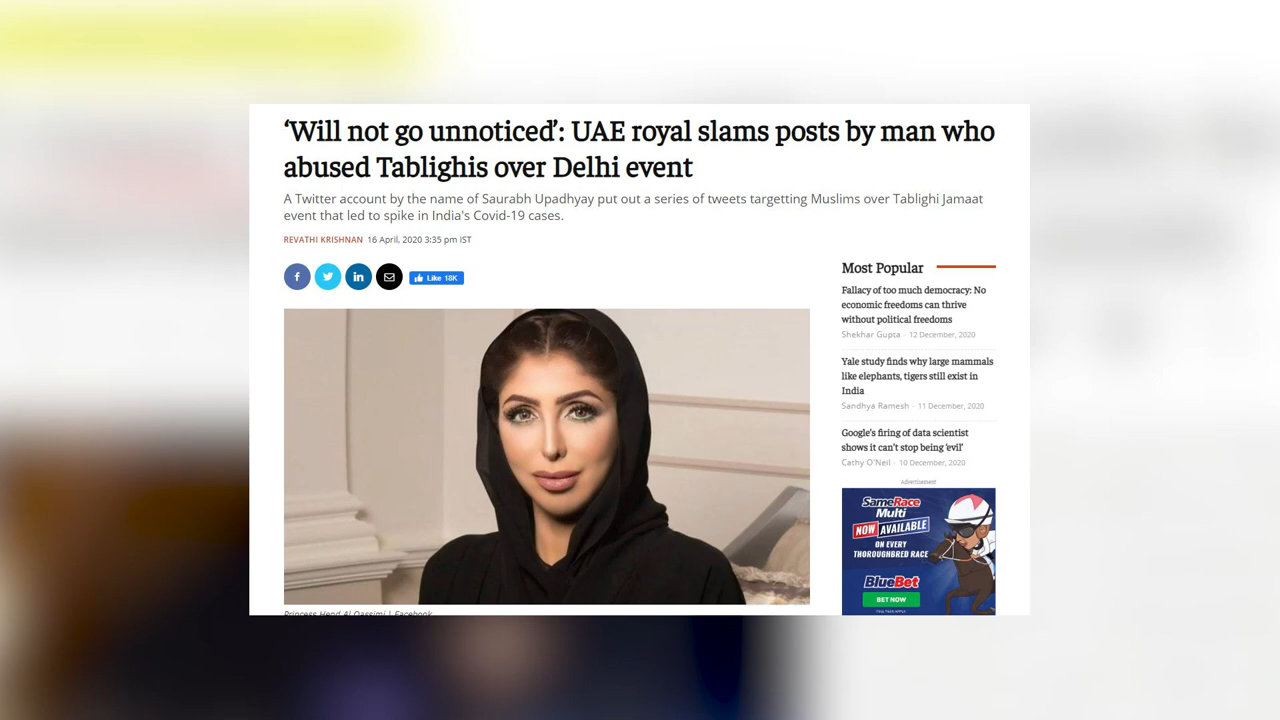 ‘Will not go unnoticed’: UAE royal slams posts by man who
abused Tablighis over Delhi event
A Twitter account by the name of Saurabh Upadhyay put out a series of tweets targetting Muslims over Tablighi Jamaat
event that led to spike in India's Covid-19 cases.
REVATHI KRISHNAN 16 April, 2020 3:35 pm IST
Like 18K
Princess Hend Al Qassimi | Facebook
Most Popular
Fallacy of too much democracy: No
economic freedoms can thrive
without political freedoms
Shekhar Gupta - 12 December, 2020
Yale study finds why large mammals
like elephants, tigers still exist in
India
Sandhya Ramesh - 11 December, 2020
Google's firing of data scientist
shows it can't stop being ‘evil’
Cathy O'Neil - 10 December, 2020
Advertisement
SameRace
Multi
NOW AVAILABLE
ON EVERY
THOROUGHBRED RACE
BlueBet
BET NOW